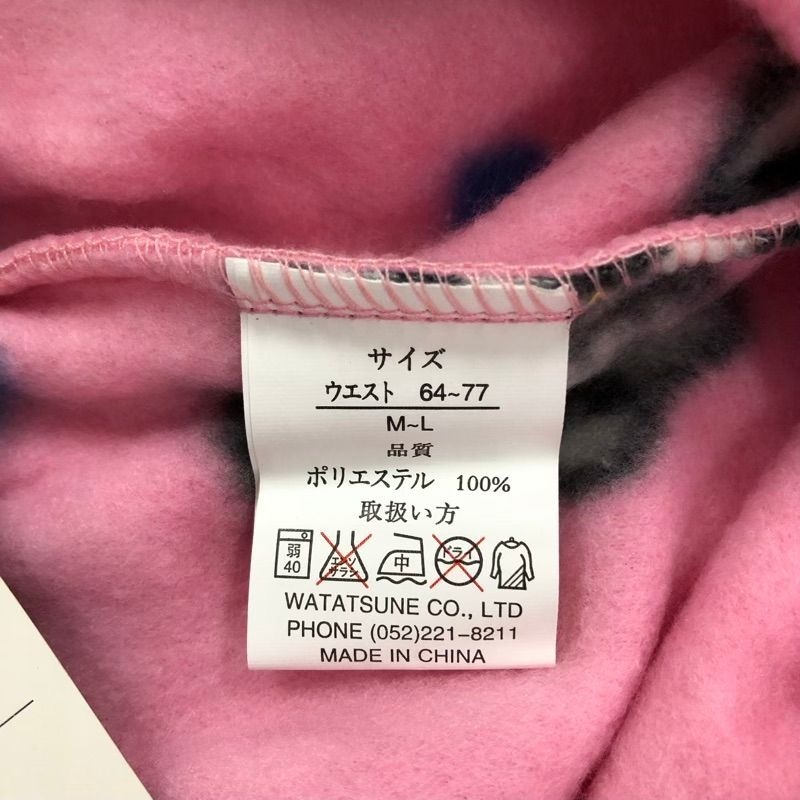 サイズ
ウエスト 64~77
M~L
品質
ポリエステル 100%
取扱い方
弱 40 エンソ サラシ 中 ドライ
WATATSUNE CO., LTD
PHONE (052)221-8211
MADE IN CHINA